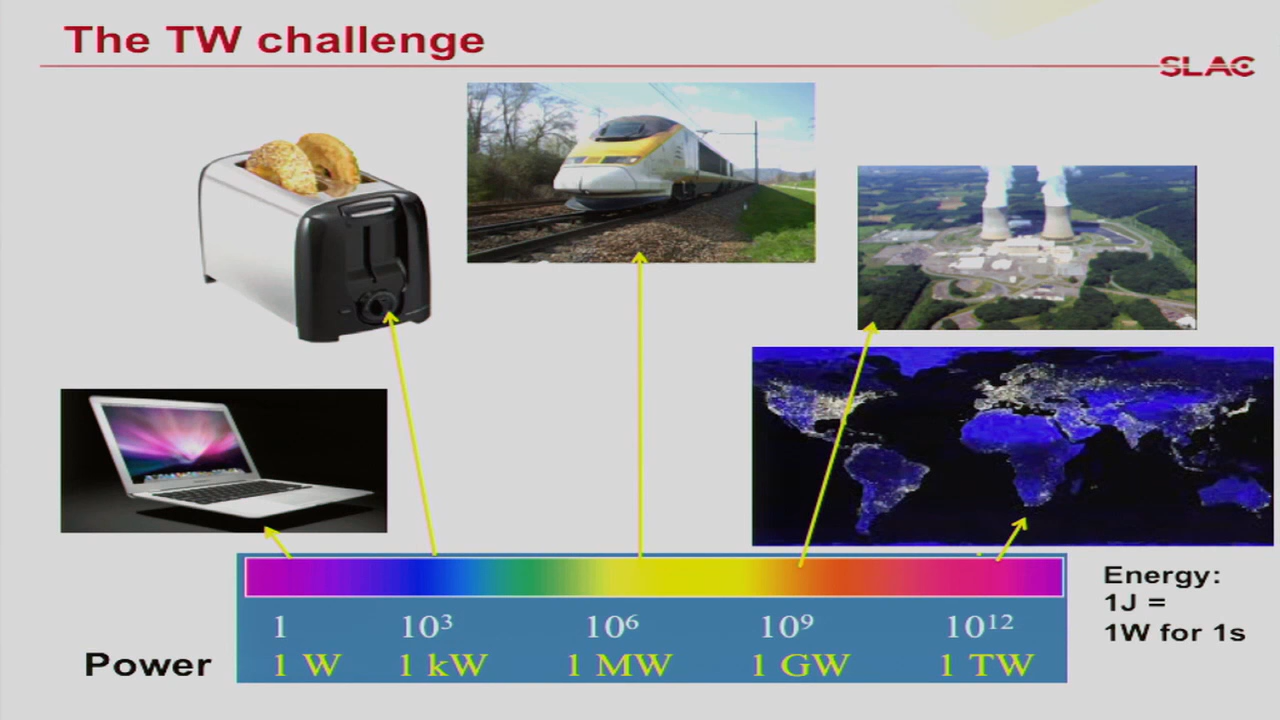 The TW challenge
SLAC
Energy:
1J =
1W for 1s
1 10³ 10⁶ 10⁹ 10¹²
Power 1 W 1 kW 1 MW 1 GW 1 TW